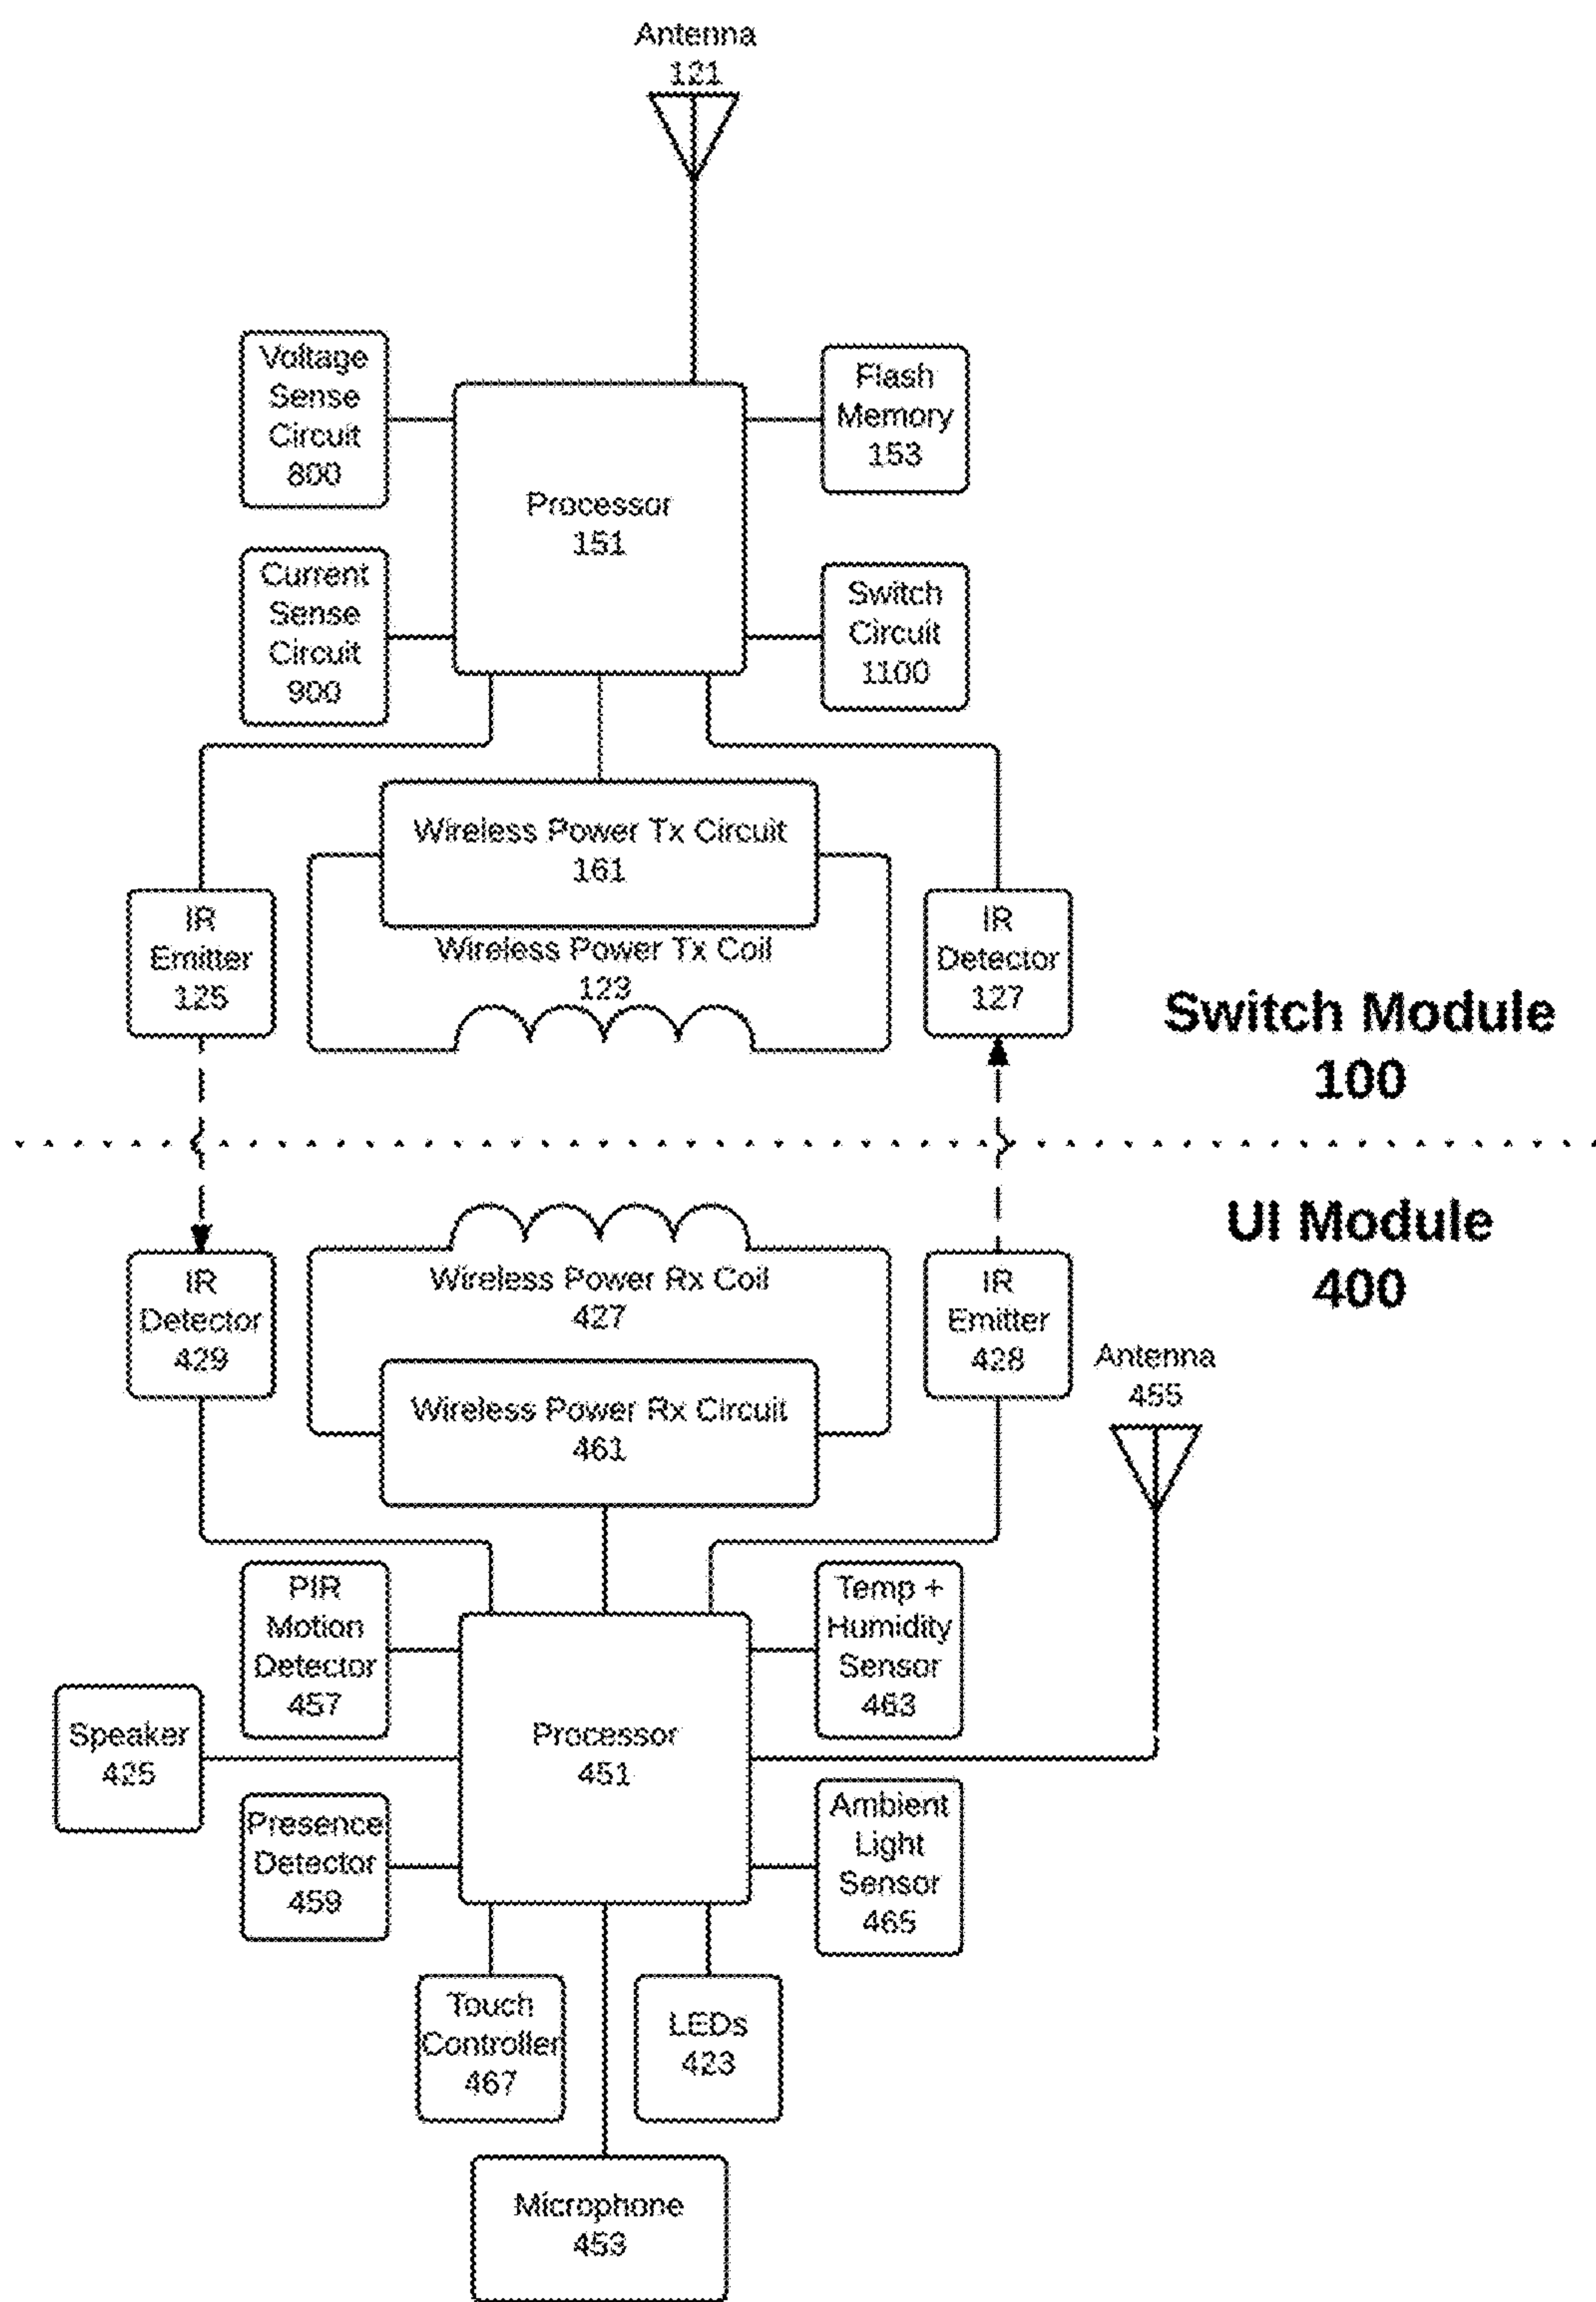 Antenna
121
Voltage
Sense
Circuit
800
Flash
Memory
153
Processor
151
Current
Sense
Circuit
900
Switch
Circuit
1100
Wireless Power Tx Circuit
161
IR
Emitter
125
Wireless Power Tx Coil
123
IR
Detector
127
Switch Module
100
UI Module
400
IR
Detector
429
Wireless Power Rx Coil
427
IR
Emitter
428
Antenna
455
Wireless Power Rx Circuit
461
PIR
Motion
Detector
457
Temp +
Humidity
Sensor
463
Speaker
425
Processor
451
Presence
Detector
459
Ambient
Light
Sensor
465
Touch
Controller
467
LEDs
423
Microphone
453